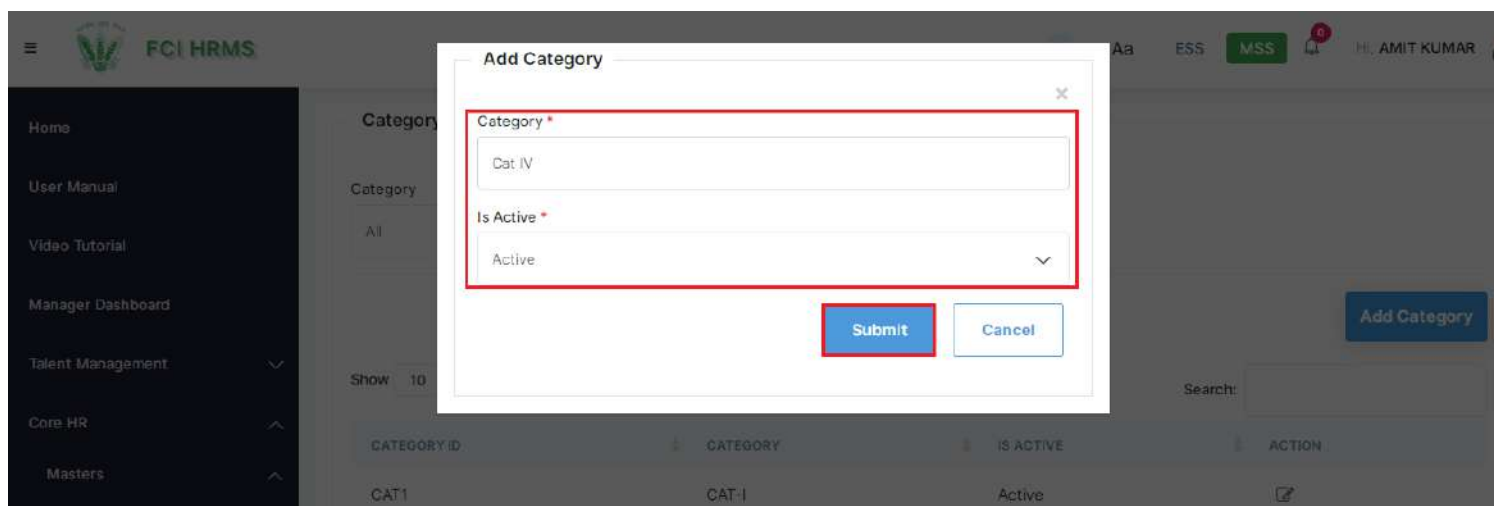 FCI HRMS
Aa ESS MSS 0 Hi, AMIT KUMAR
Home
User Manual
Video Tutorial
Manager Dashboard
Talent Management
Core HR
Masters
Category
Category
All
Add Category
×
Category *
Cat IV
Is Active *
Active
Submit Cancel
Add Category
Show 10
Search:
CATEGORY ID CATEGORY IS ACTIVE ACTION
CAT1 CAT-I Active